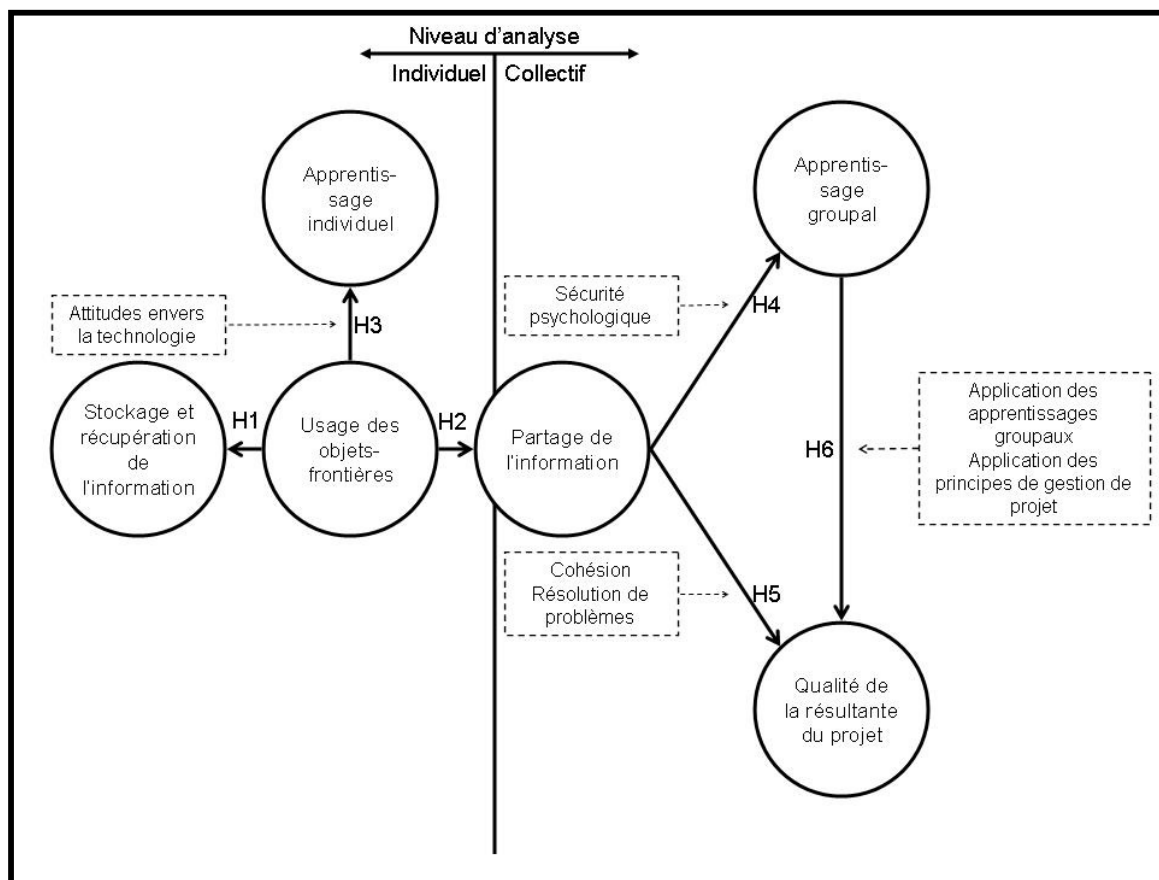 Niveau d'analyse
Individuel
Collectif
Apprentis-
sage
individuel
Apprentis-
sage
groupal
Attitudes envers
la technologie
H3
Sécurité
psychologique
H4
Stockage et
récupération
de
l'information
H1
Usage des
objets-
frontières
H2
Partage de
l'information
H6
Application des
apprentissages
groupaux
Application des
principes de gestion de
projet
Cohésion
Résolution de
problèmes
H5
Qualité de
la résultante
du projet